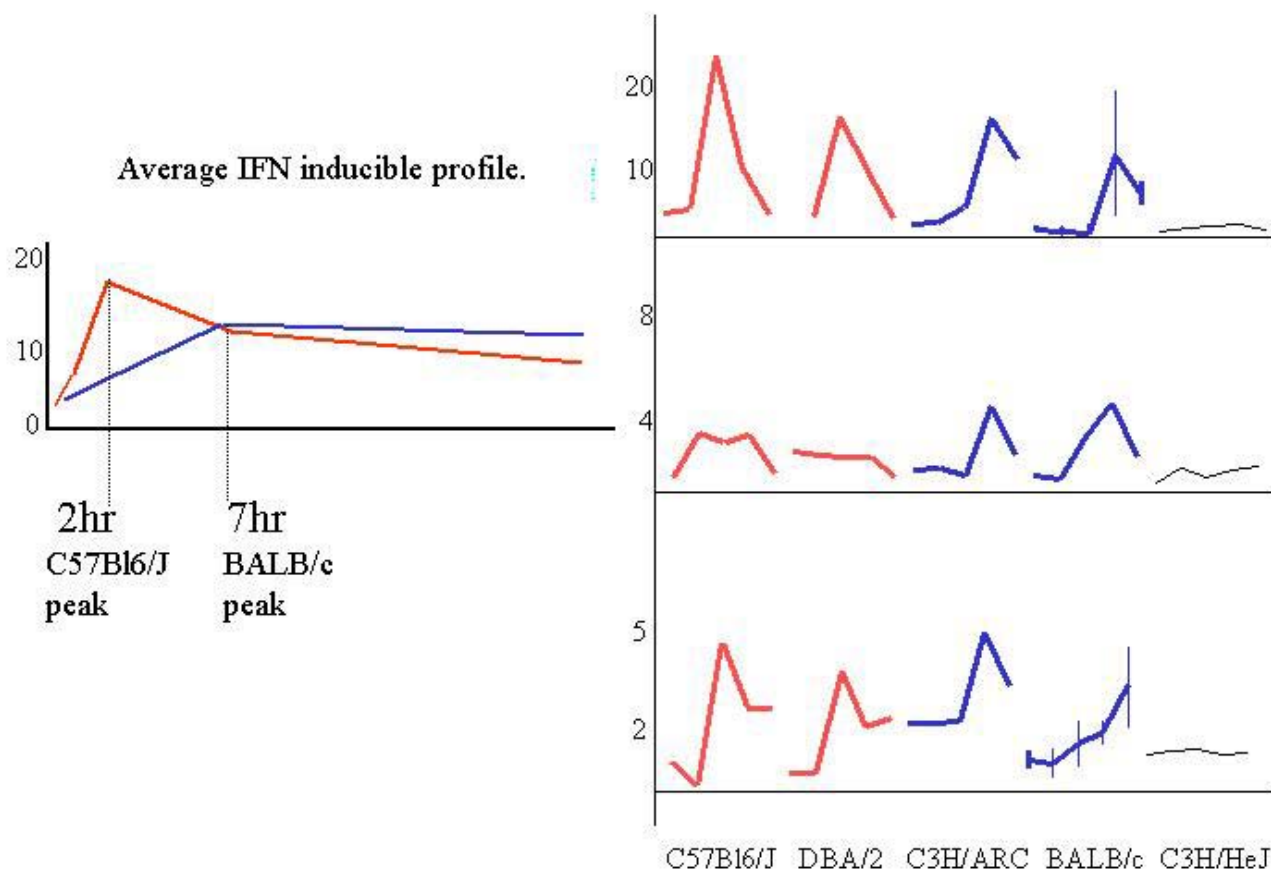 Average IFN inducible profile.
20
10
0
2hr
C57Bl6/J
peak
7hr
BALB/c
peak
20
10
8
4
5
2
C57Bl6/J DBA/2 C3H/ARC BALB/c C3H/HeJ